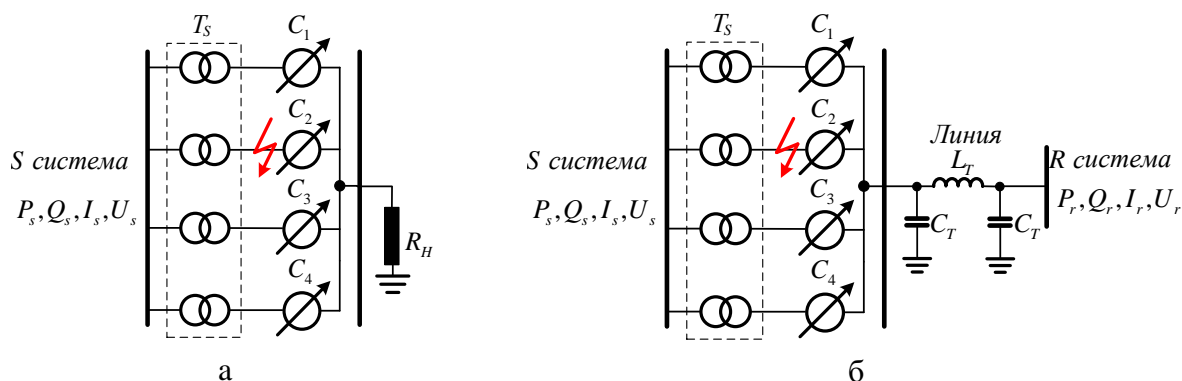 T_S
C_1
C_2
S система
P_s,Q_s,I_s,U_s
C_3
R_H
C_4
а
T_S
C_1
C_2
Линия
S система
L_T
R система
P_s,Q_s,I_s,U_s
P_r,Q_r,I_r,U_r
C_3
C_T
C_T
C_4
б